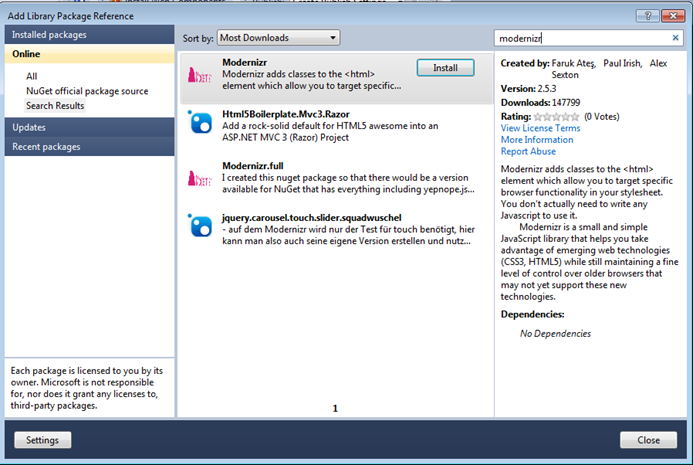 Add Library Package Reference
Installed packages
Online
All
NuGet official package source
Search Results
Updates
Recent packages
Each package is licensed to you by its
owner. Microsoft is not responsible
for, nor does it grant any licenses to,
third-party packages.
Sort by: Most Downloads
Modernizr
Modernizr adds classes to the <html>
element which allow you to target specific...
Install
Html5Boilerplate.Mvc3.Razor
Add a rock-solid default for HTML5 awesome into an
ASP.NET MVC 3 (Razor) Project
Modernizr.full
I created this nuget package so that there would be a version
available for NuGet that has everything including yepnope.js...
jquery.carousel.touch.slider.squadwuschel
- auf dem Modernizr wird nur der Test für touch benötigt, hier
kann man also auch seine eigene Version erstellen und nutz...
1
modernizr
Created by: Faruk Ateş, Paul Irish, Alex
Sexton
Version: 2.5.3
Downloads: 147799
Rating: (0 Votes)
View License Terms
More Information
Report Abuse
Modernizr adds classes to the <html>
element which allow you to target specific
browser functionality in your stylesheet.
You don't actually need to write any
Javascript to use it.
Modernizr is a small and simple
JavaScript library that helps you take
advantage of emerging web technologies
(CSS3, HTML5) while still maintaining a fine
level of control over older browsers that
may not yet support these new
technologies.
Dependencies:
No Dependencies
Settings
Close